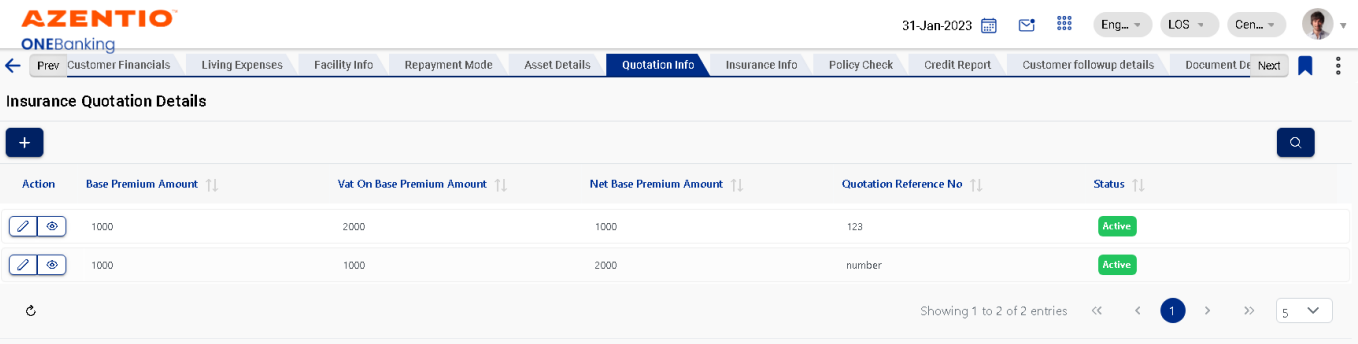 AZENTIO
ONEBanking
31-Jan-2023 Eng... LOS Cen...
Prev Customer Financials Living Expenses Facility Info Repayment Mode Asset Details Quotation Info Insurance Info Policy Check Credit Report Customer followup details Document De Next
Insurance Quotation Details
+
Action Base Premium Amount Vat On Base Premium Amount Net Base Premium Amount Quotation Reference No Status
1000 2000 1000 123 Active
1000 1000 2000 number Active
Showing 1 to 2 of 2 entries << < 1 > >> 5